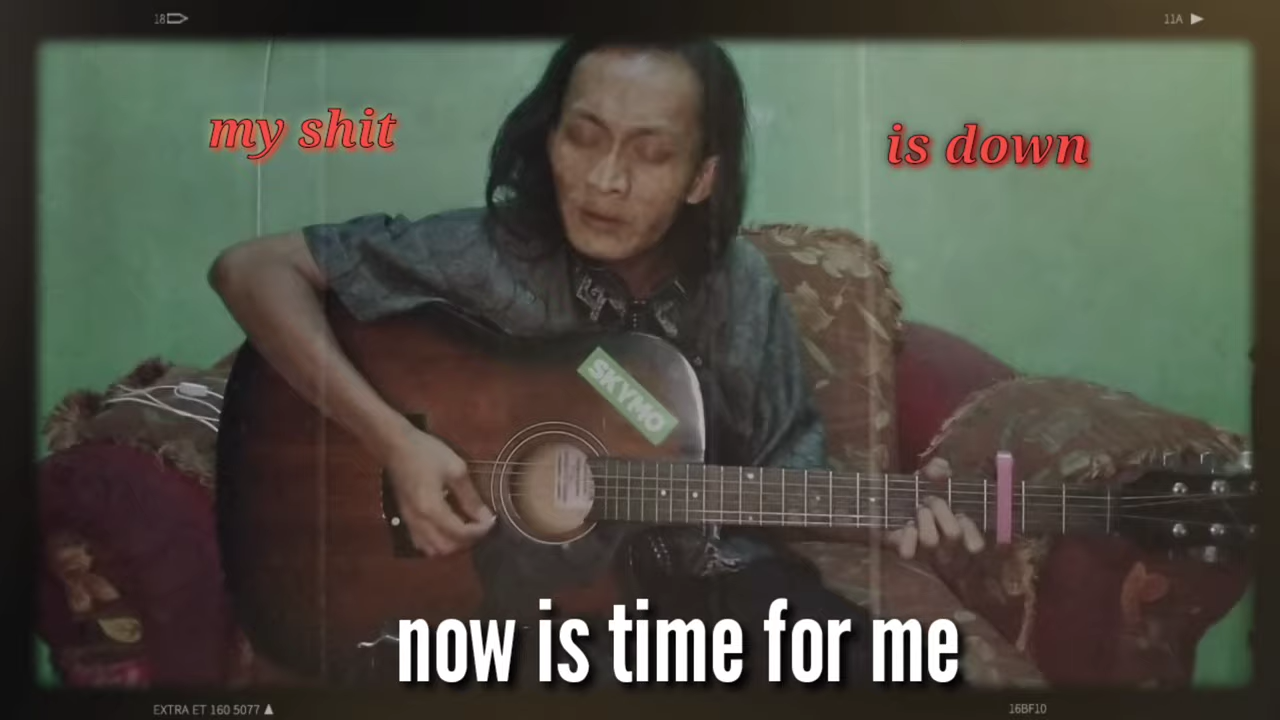 18
11A
my shit
is down
SKYMO
now is time for me
EXTRA ET 160 5077
16BF10